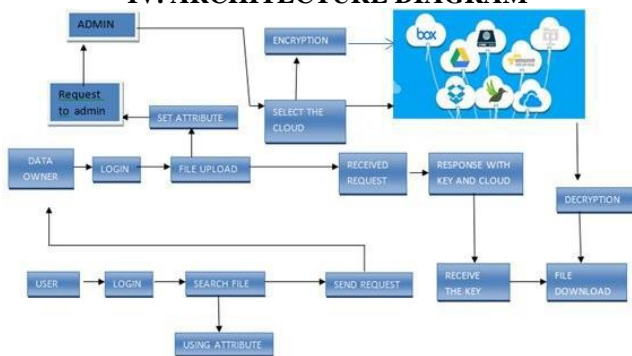 IV. ARCHITECTURE DIAGRAM
ADMIN
ENCRYPTION
box
Request
to admin
SET ATTRIBUTE
SELECT THE
CLOUD
DATA
OWNER
LOGIN
FILE UPLOAD
RECEIVED
REQUEST
RESPONSE WITH
KEY AND CLOUD
DECRYPTION
USER
LOGIN
SEARCH FILE
SEND REQUEST
RECEIVE
THE KEY
FILE
DOWNLOAD
USING ATTRIBUTE